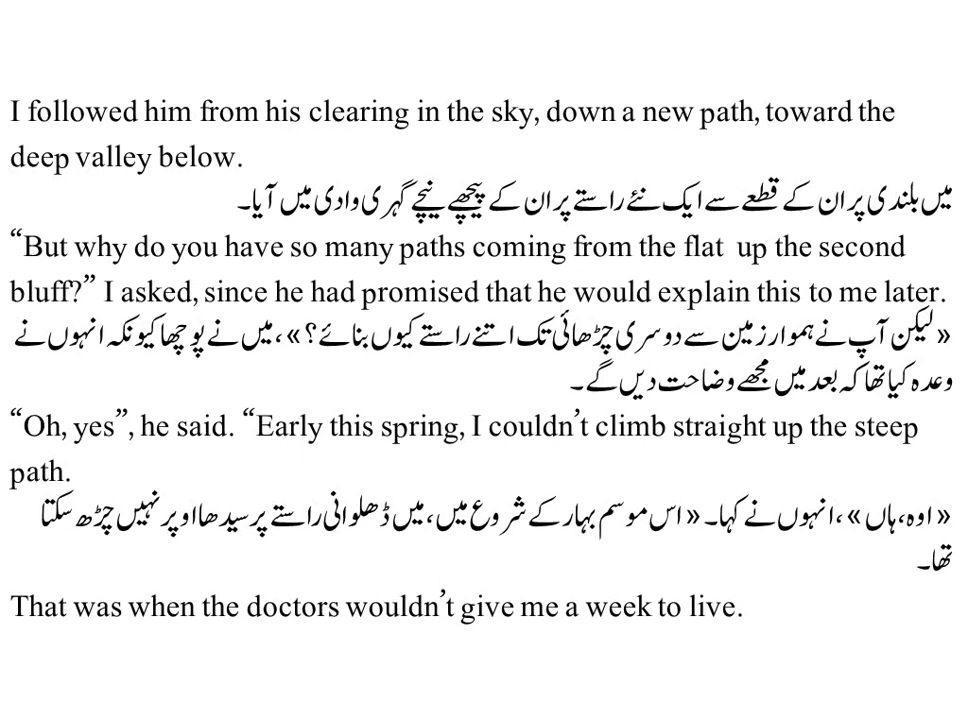 I followed him from his clearing in the sky, down a new path, toward the
deep valley below.
میں بلندی پر ان کے قطعے سے ایک نئے راستے پر ان کے پیچھے نیچے گہری وادی میں آیا۔
“But why do you have so many paths coming from the flat up the second
bluff?” I asked, since he had promised that he would explain this to me later.
«لیکن آپ نے ہموار زمین سے دوسری چڑھائی تک اتنے راستے کیوں بنائے؟»، میں نے پوچھا کیونکہ انہوں نے
وعدہ کیا تھا کہ بعد میں مجھے وضاحت دیں گے۔
“Oh, yes”, he said. “Early this spring, I couldn’t climb straight up the steep
path.
«اوہ، ہاں»، انہوں نے کہا۔ «اس موسم بہار کے شروع میں، میں ڈھلوانی راستے پر سیدھا اوپر نہیں چڑھ سکتا
تھا۔
That was when the doctors wouldn’t give me a week to live.